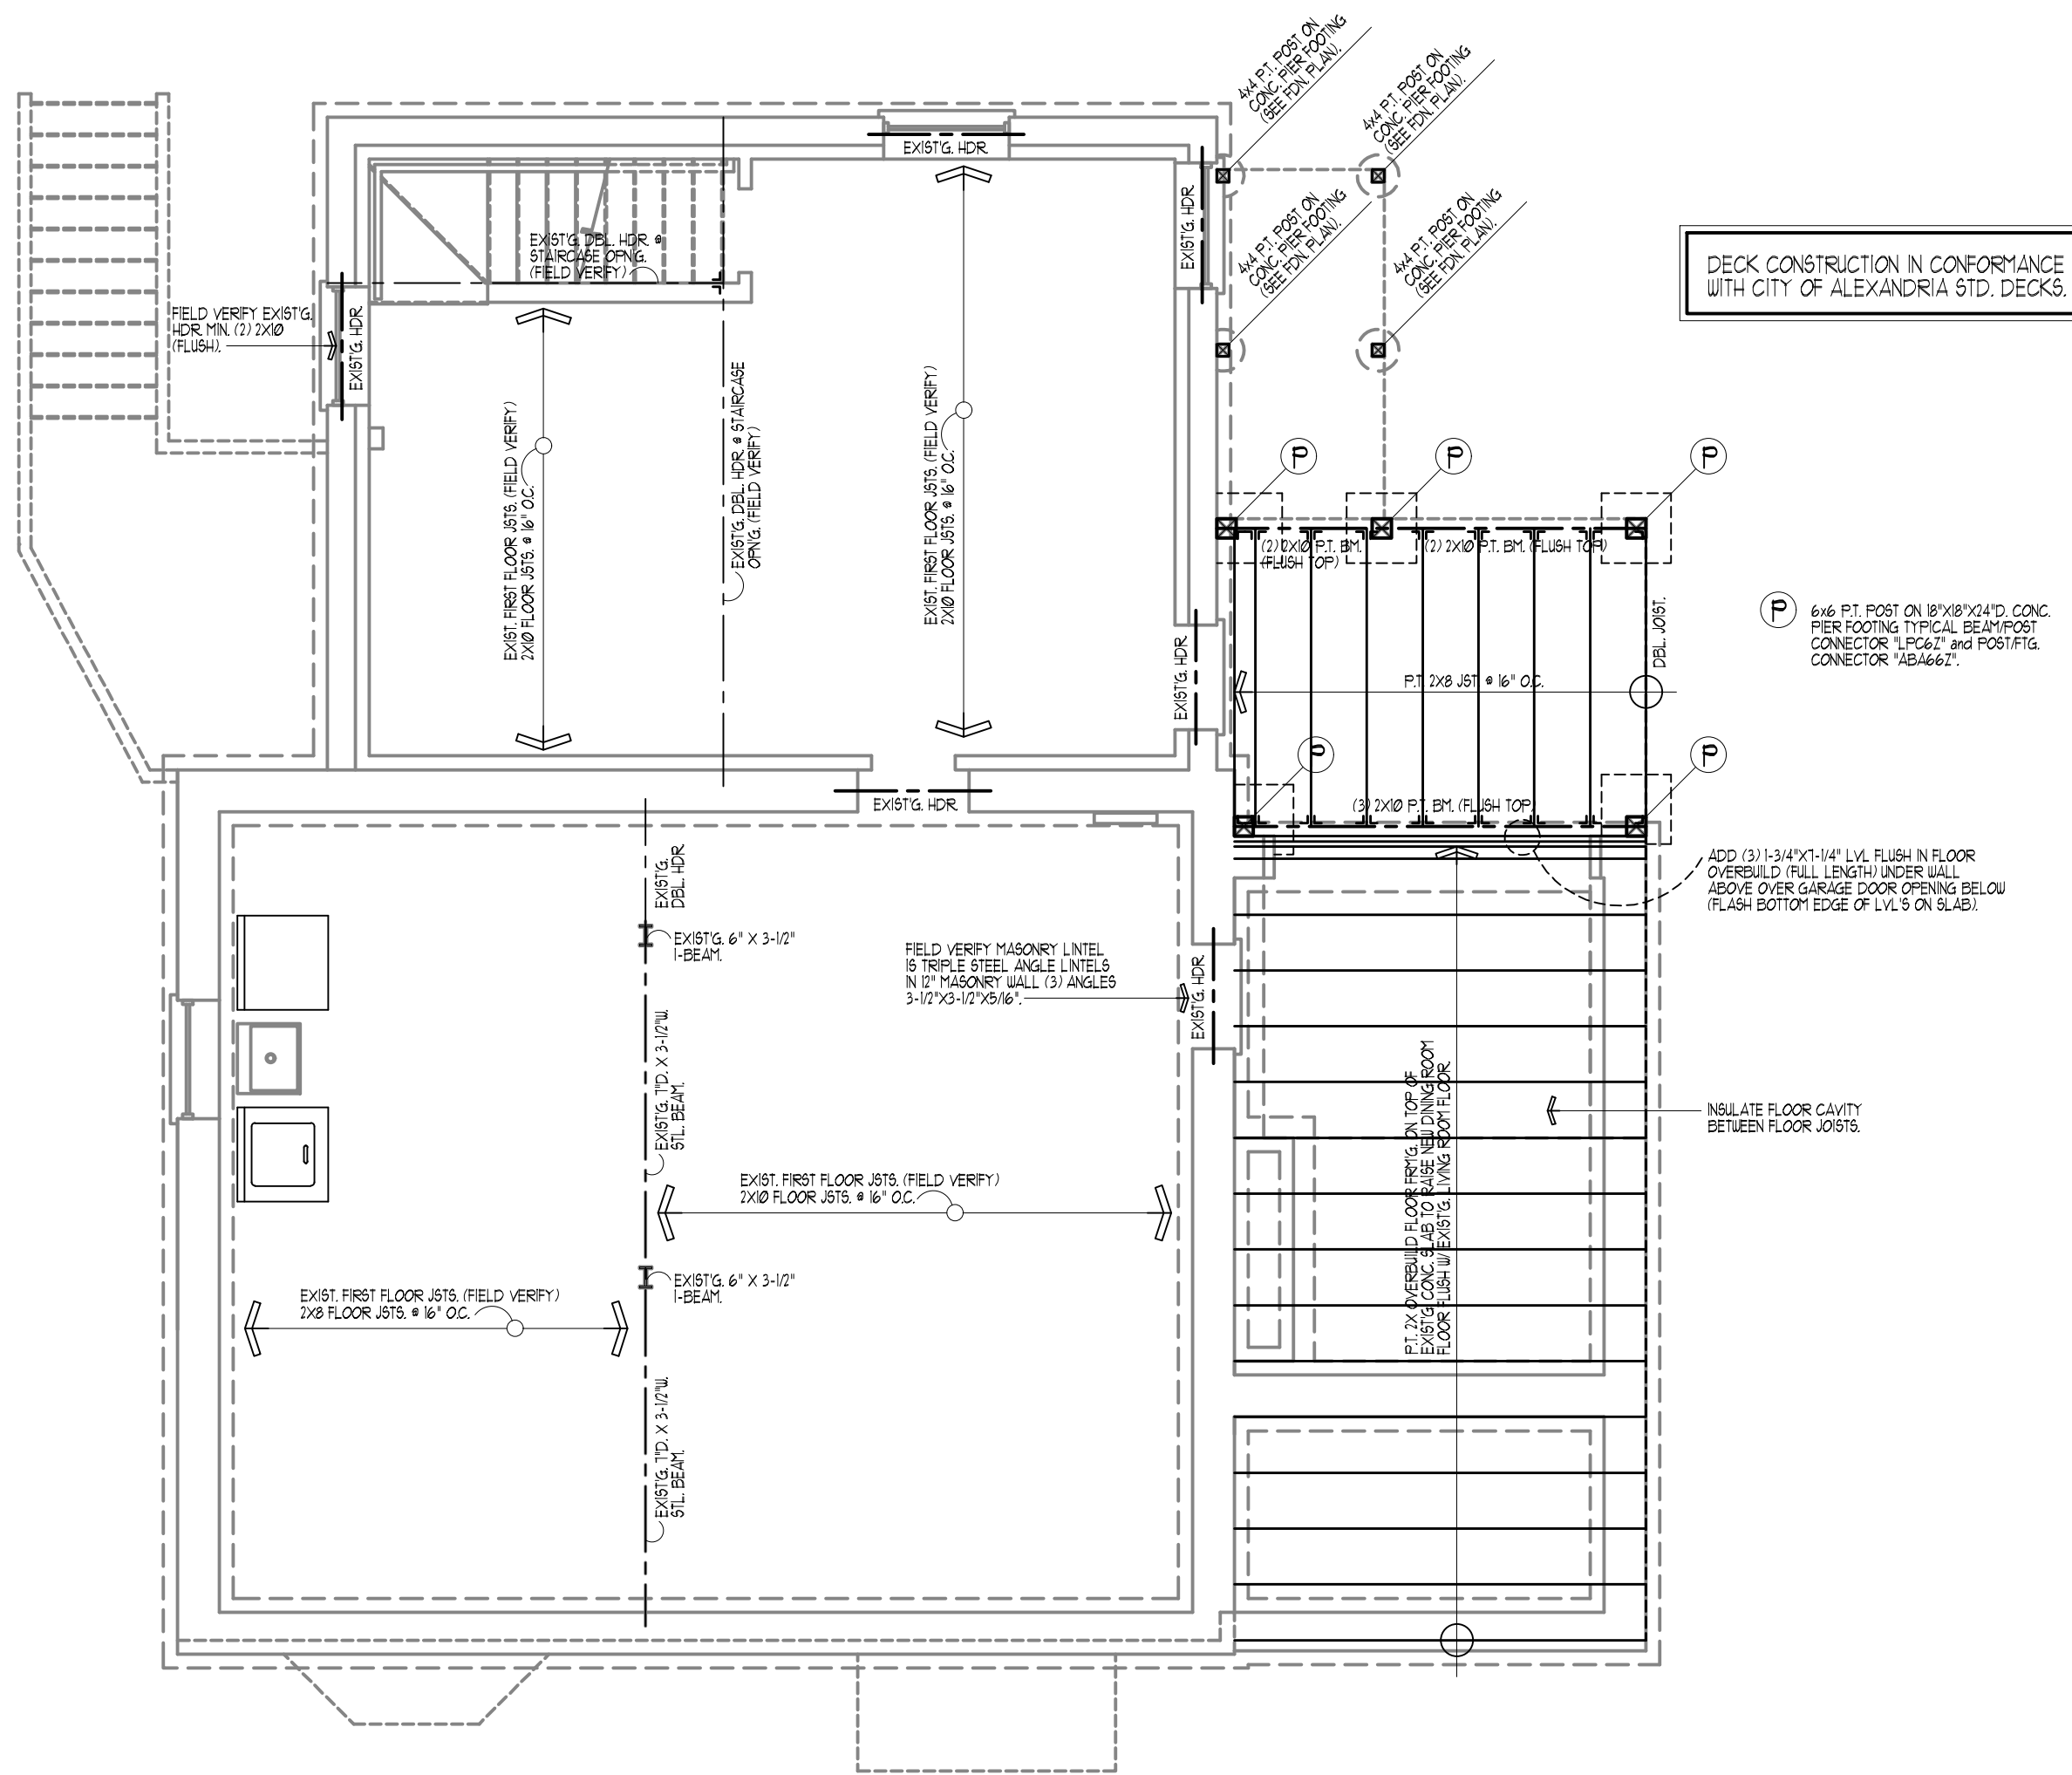 4x4 P.T. POST ON
CONC. PIER FOOTING
(SEE FDN. PLAN).
4x4 P.T. POST ON
CONC. PIER FOOTING
(SEE FDN. PLAN).
4x4 P.T. POST ON
CONC. PIER FOOTING
(SEE FDN. PLAN).
4x4 P.T. POST ON
CONC. PIER FOOTING
(SEE FDN. PLAN).
DECK CONSTRUCTION IN CONFORMANCE
WITH CITY OF ALEXANDRIA STD. DECKS.
EXIST'G. HDR.
EXIST'G. HDR.
EXIST'G. DBL. HDR. @
STAIRCASE OPN'G.
(FIELD VERIFY)
FIELD VERIFY EXIST'G.
HDR. MIN. (2) 2X10
(FLUSH).
EXIST'G. HDR.
EXIST. FIRST FLOOR JSTS. (FIELD VERIFY)
2X10 FLOOR JSTS. @ 16" O.C.
EXIST'G. DBL. HDR. @ STAIRCASE
OPN'G. (FIELD VERIFY)
EXIST. FIRST FLOOR JSTS. (FIELD VERIFY)
2X10 FLOOR JSTS. @ 16" O.C.
P
P
P
(2) 2X10 P.T. BM.
(FLUSH TOP)
(2) 2X10 P.T. BM. (FLUSH TOP)
DBL. JOIST.
P
6x6 P.T. POST ON 18"X18"X24"D. CONC.
PIER FOOTING TYPICAL BEAM/POST
CONNECTOR "LPC6Z" and POST/FTG.
CONNECTOR "ABA66Z".
EXIST'G. HDR.
P.T. 2X8 JST. @ 16" O.C.
P
P
EXIST'G. HDR.
(3) 2X10 P.T. BM. (FLUSH TOP)
ADD (3) 1-3/4"X7-1/4" LVL FLUSH IN FLOOR
OVERBUILD (FULL LENGTH) UNDER WALL
ABOVE OVER GARAGE DOOR OPENING BELOW
(FLASH BOTTOM EDGE OF LVL'S ON SLAB).
EXIST'G.
DBL. HDR
EXIST'G. 6" X 3-1/2"
I-BEAM.
FIELD VERIFY MASONRY LINTEL
IS TRIPLE STEEL ANGLE LINTELS
IN 12" MASONRY WALL (3) ANGLES
3-1/2"X3-1/2"X5/16".
EXIST'G. HDR.
EXIST'G. 7"D. X 3-1/2"W.
STL. BEAM.
P.T. 2X OVERBUILD FLOOR FRM'G. ON TOP OF
EXIST'G CONC. SLAB TO RAISE NEW DINING ROOM
FLOOR FLUSH W/ EXIST'G. LIVING ROOM FLOOR.
INSULATE FLOOR CAVITY
BETWEEN FLOOR JOISTS.
EXIST. FIRST FLOOR JSTS. (FIELD VERIFY)
2X10 FLOOR JSTS. @ 16" O.C.
EXIST'G. 6" X 3-1/2"
I-BEAM.
EXIST. FIRST FLOOR JSTS. (FIELD VERIFY)
2X8 FLOOR JSTS. @ 16" O.C.
EXIST'G. 7"D. X 3-1/2"W.
STL. BEAM.